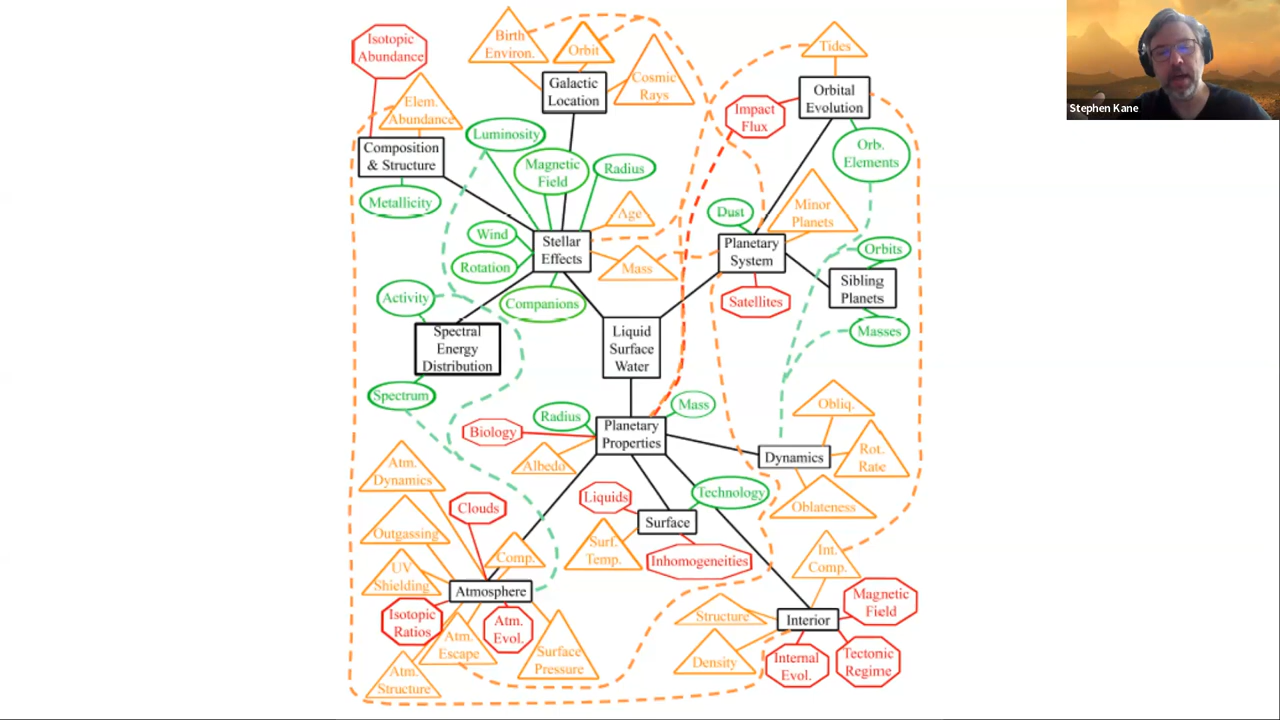 Isotopic
Abundance
Birth
Environ.
Orbit
Cosmic
Rays
Galactic
Location
Tides
Orbital
Evolution
Impact
Flux
Stephen Kane
Elem.
Abundance
Luminosity
Composition
& Structure
Magnetic
Field
Radius
Orb.
Elements
Metallicity
Age
Dust
Minor
Planets
Wind
Stellar
Effects
Planetary
System
Orbits
Rotation
Mass
Sibling
Planets
Activity
Companions
Satellites
Masses
Spectral
Energy
Distribution
Liquid
Surface
Water
Spectrum
Radius
Mass
Obliq.
Biology
Planetary
Properties
Albedo
Dynamics
Rot.
Rate
Atm.
Dynamics
Clouds
Liquids
Technology
Oblateness
Outgassing
Surface
Comp.
Surf.
Temp.
Inhomogeneities
Int.
Comp.
UV
Shielding
Atmosphere
Isotopic
Ratios
Atm.
Evol.
Structure
Interior
Magnetic
Field
Atm.
Escape
Surface
Pressure
Density
Internal
Evol.
Tectonic
Regime
Atm.
Structure